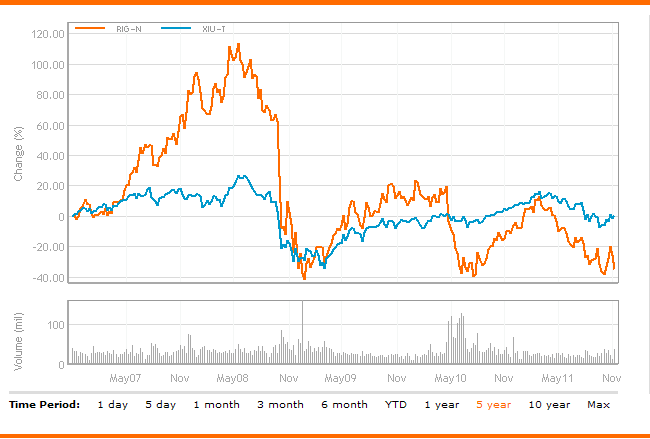 RIG-N XIU-T
120.00
100.00
80.00
60.00
40.00
20.00
0
-20.00
-40.00
Change (%)
100
0
Volume (mil)
May07 Nov May08 Nov May09 Nov May10 Nov May11 Nov
Time Period: 1 day 5 day 1 month 3 month 6 month YTD 1 year 5 year 10 year Max